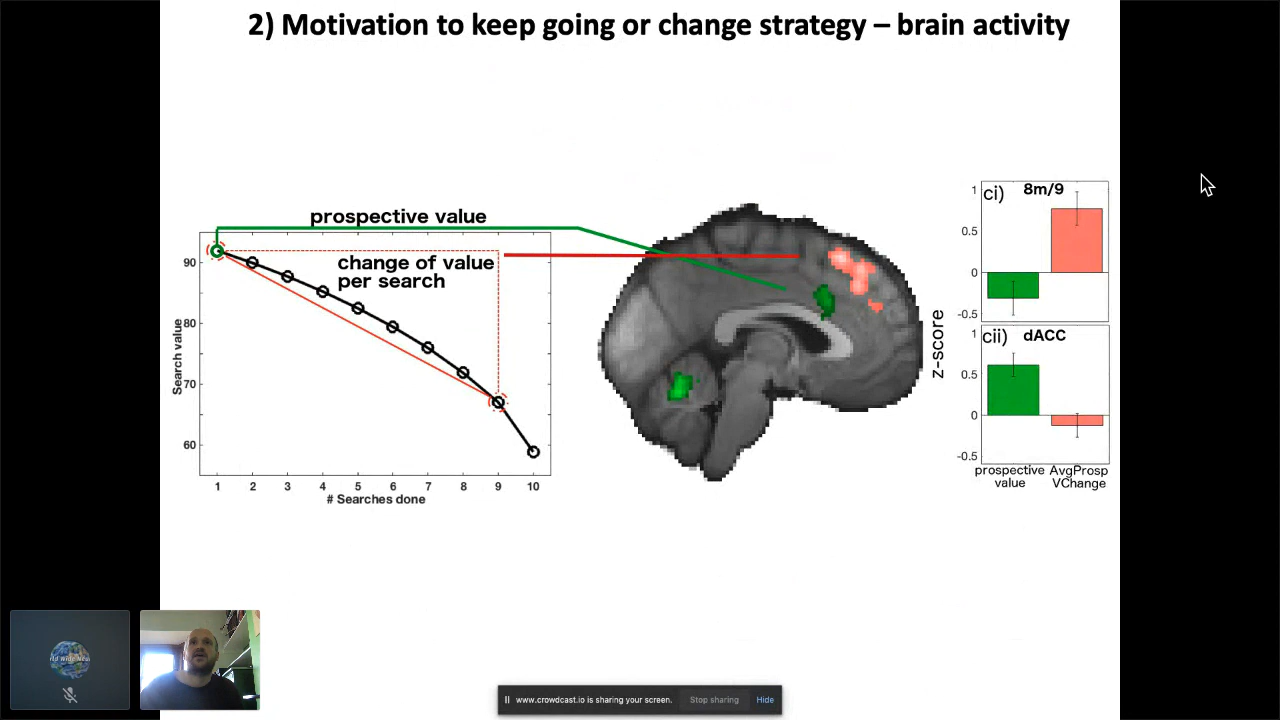 2) Motivation to keep going or change strategy – brain activity
prospective value
change of value
per search
Search value
90
80
70
60
1 2 3 4 5 6 7 8 9 10
# Searches done
z-score
ci) 8m/9
1
0.5
0
-0.5
cii) dACC
1
0.5
0
-0.5
prospective value
AvgProsp VChange
www.crowdcast.io is sharing your screen. Stop sharing Hide